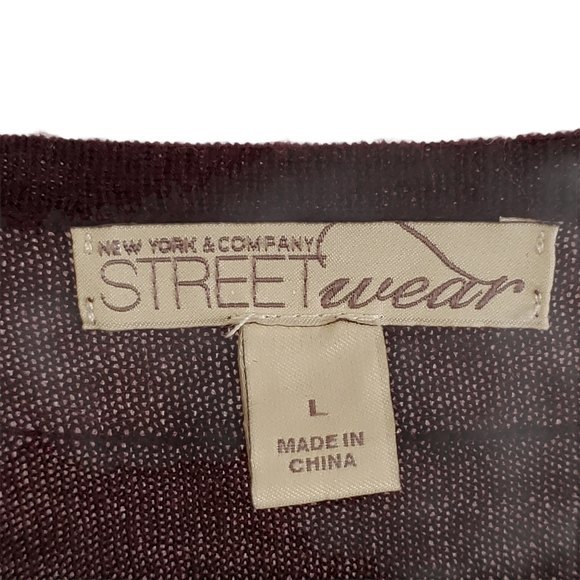 NEW YORK & COMPANY
STREETwear
L
MADE IN
CHINA